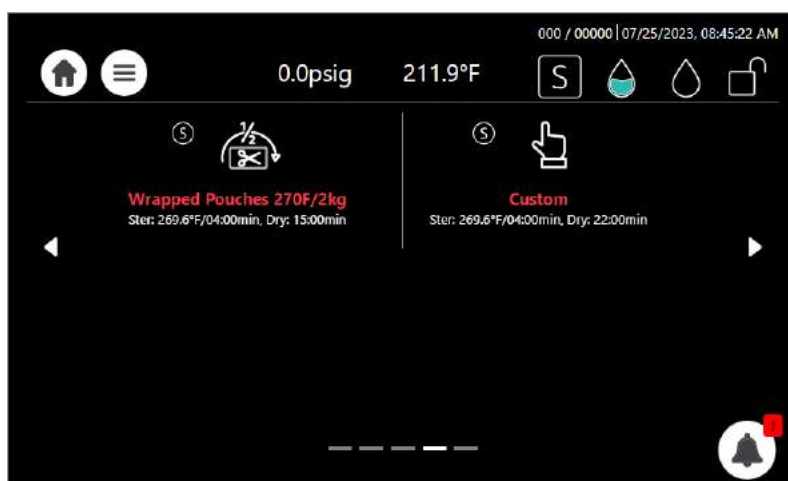 000 / 00000 | 07/25/2023, 08:45:22 AM
0.0psig 211.9°F S
S 1/2 S
Wrapped Pouches 270F/2kg Custom
Ster: 269.6°F/04:00min, Dry: 15:00min Ster: 269.6°F/04:00min, Dry: 22:00min